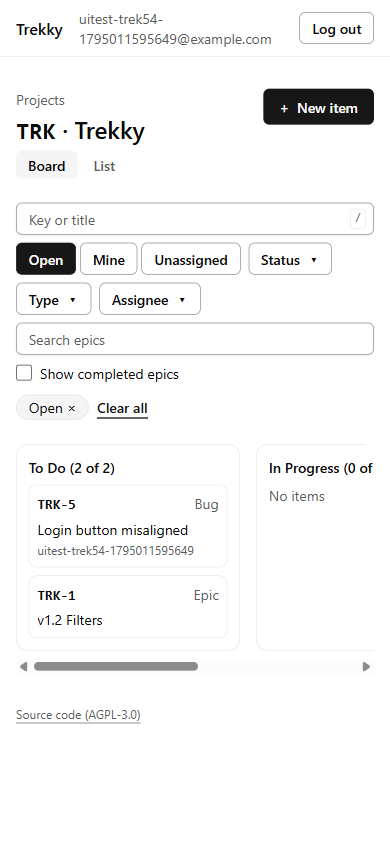 Trekky
uitest-trek54-
1795011595649@example.com
Log out
Projects
+ New item
TRK · Trekky
Board
List
Key or title
/
Open
Mine
Unassigned
Status ▼
Type ▼
Assignee ▼
Search epics
Show completed epics
Open ×
Clear all
To Do (2 of 2)
TRK-5
Bug
Login button misaligned
uitest-trek54-1795011595649
TRK-1
Epic
v1.2 Filters
In Progress (0 of
No items
Source code (AGPL-3.0)